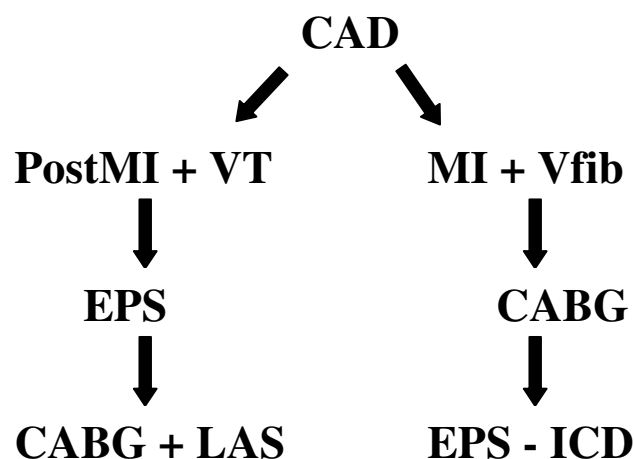 CAD
PostMI + VT
MI + Vfib
EPS
CABG
CABG + LAS
EPS - ICD